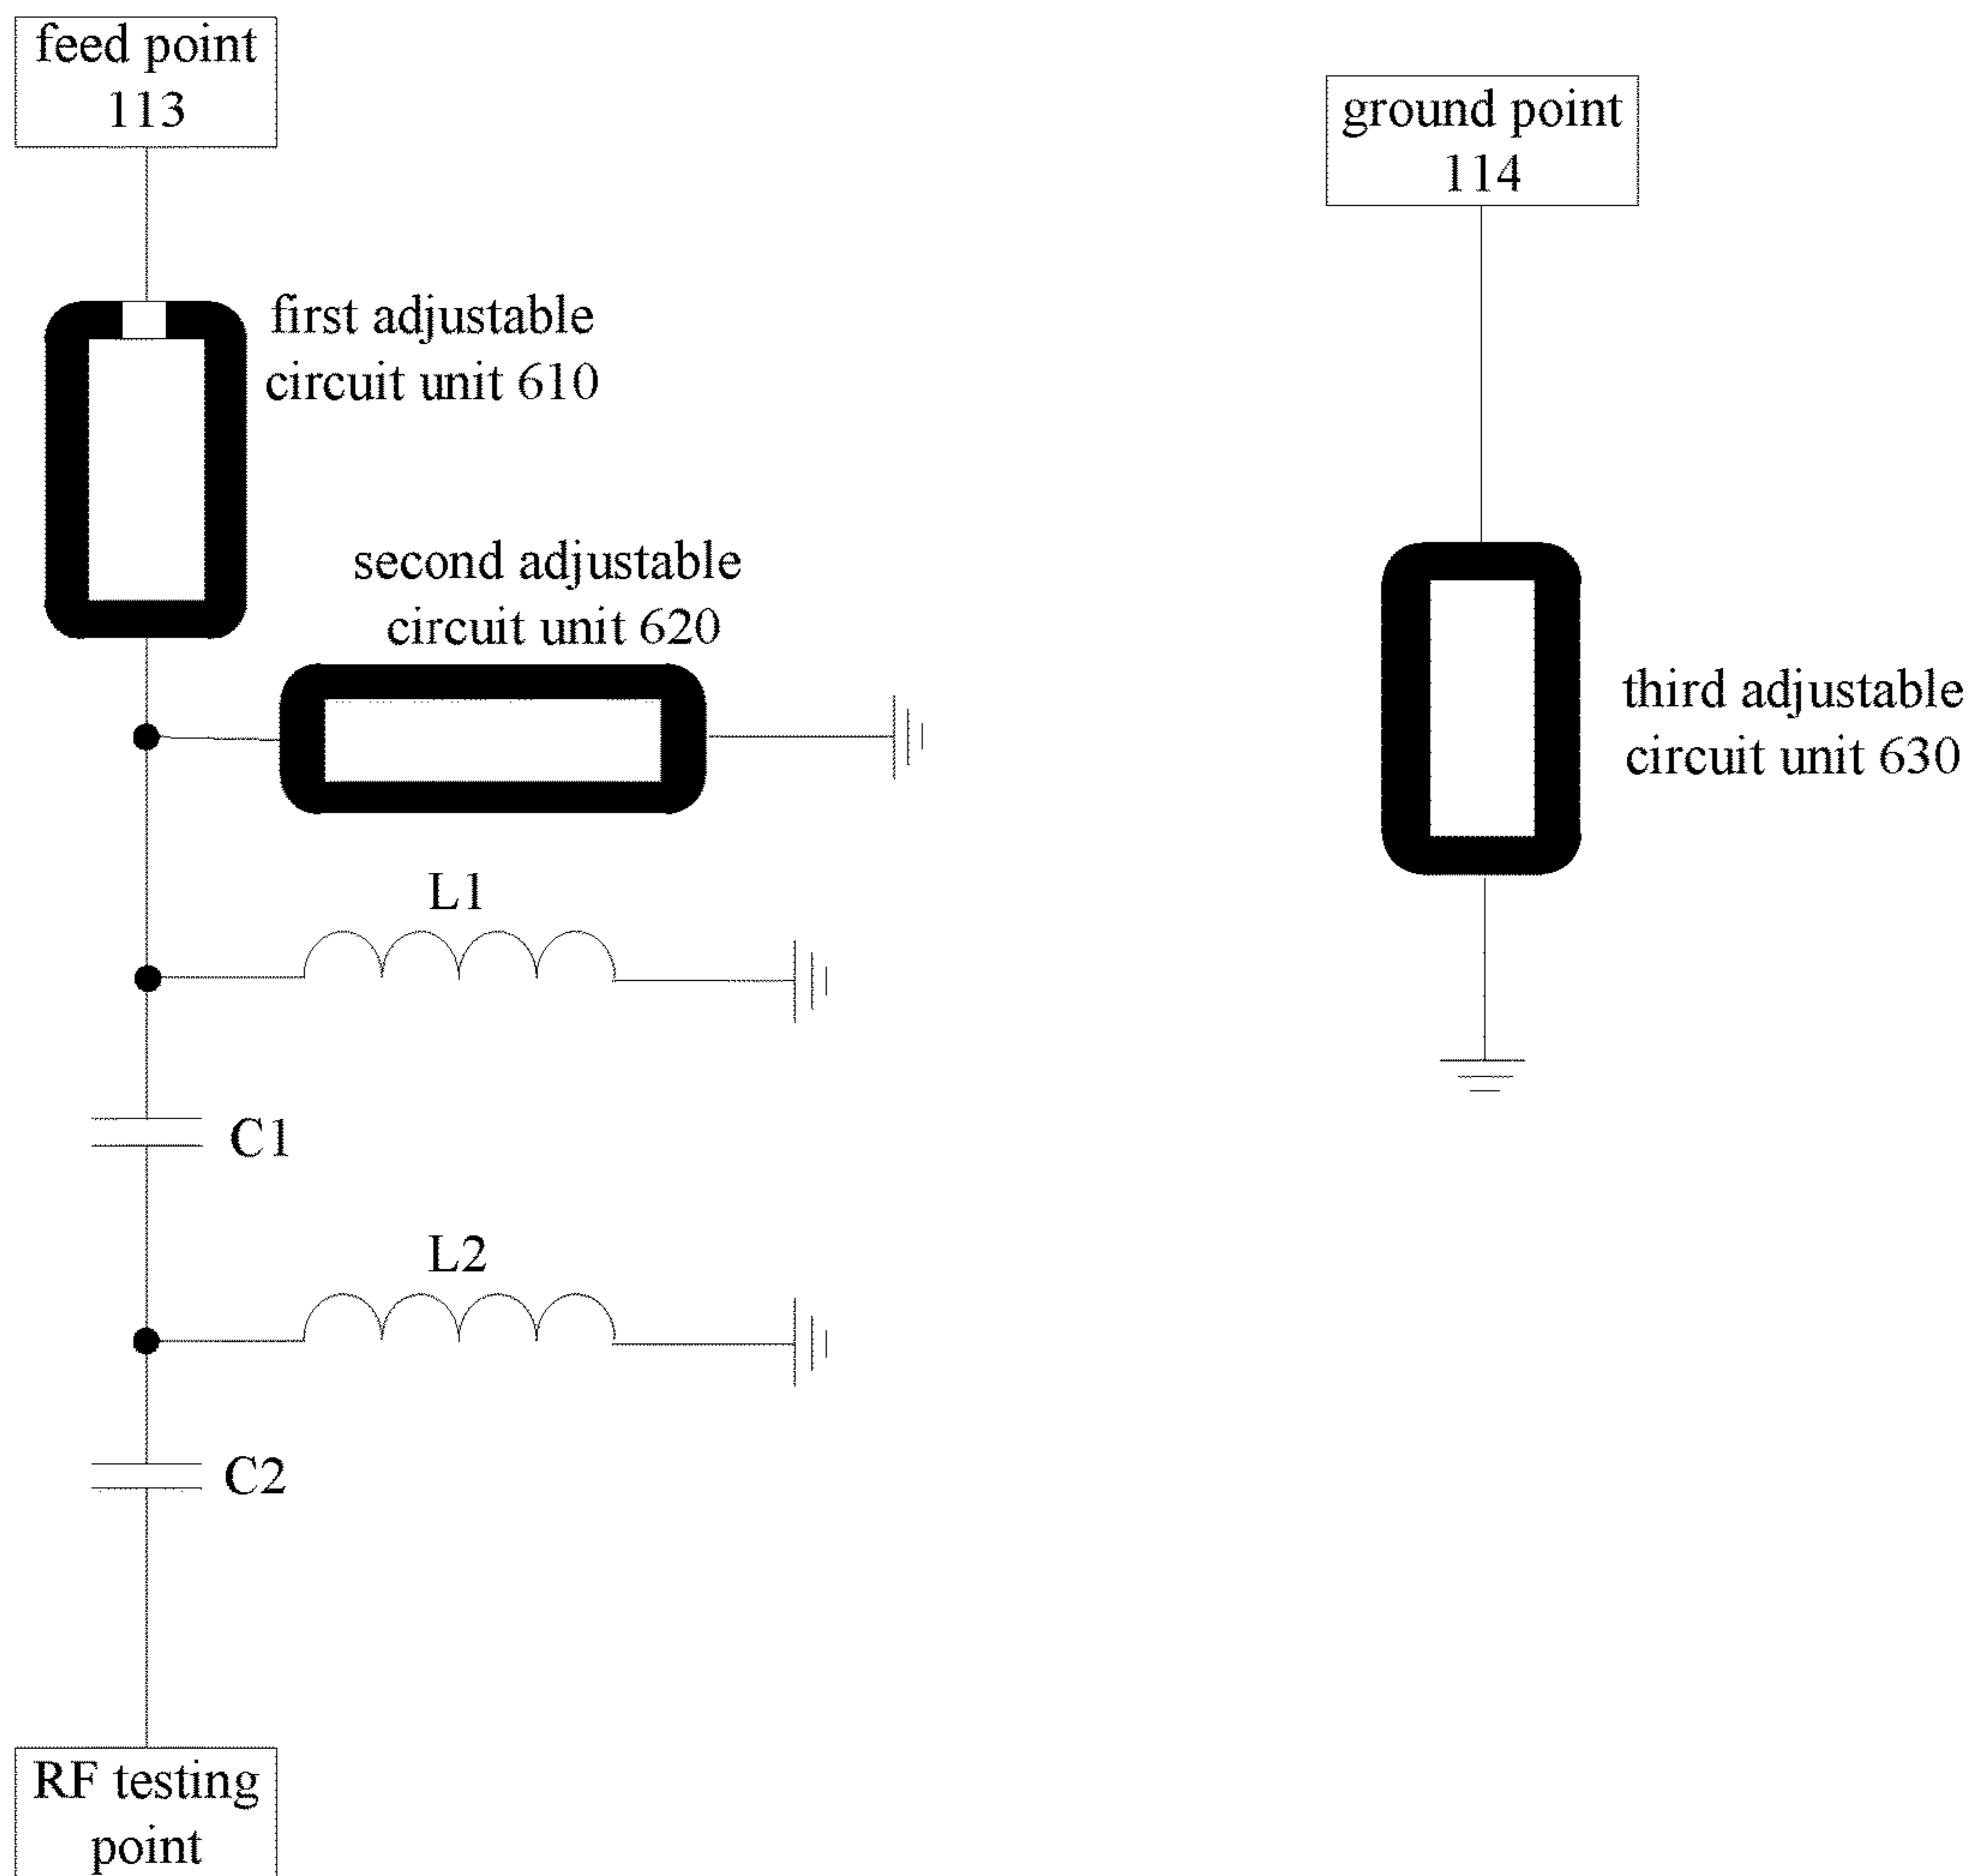 feed point
113
ground point
114
first adjustable
circuit unit 610
second adjustable
circuit unit 620
third adjustable
circuit unit 630
L1
C1
L2
C2
RF testing
point